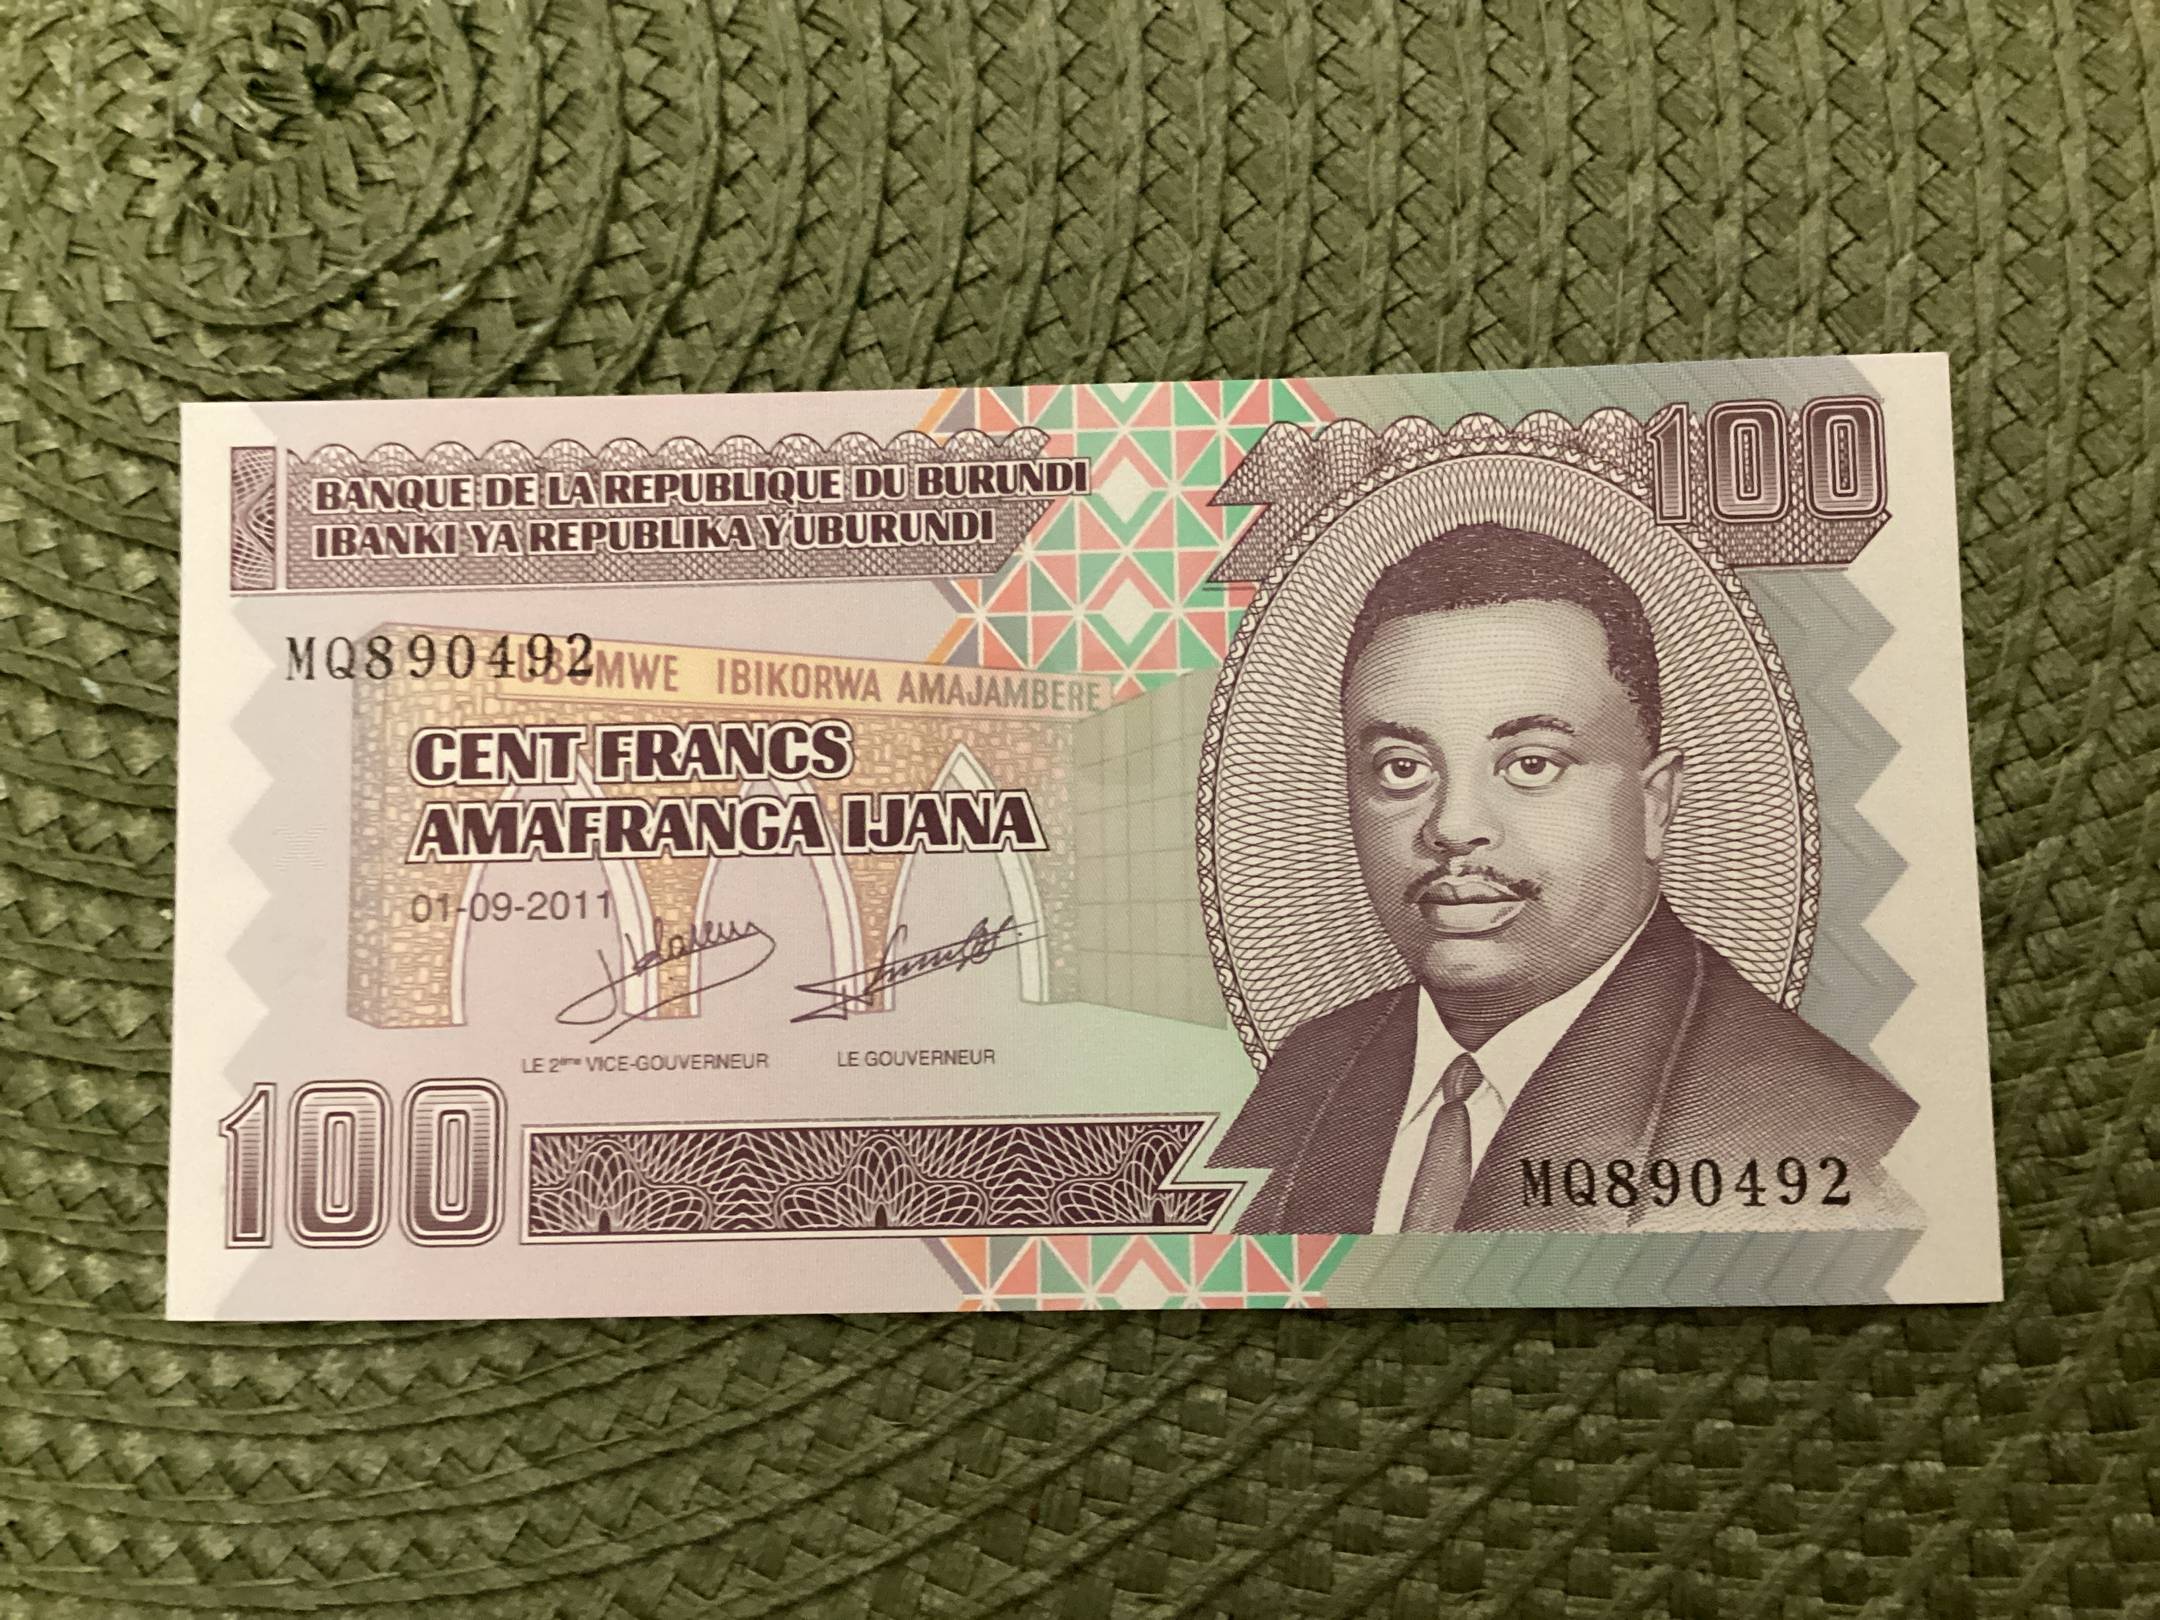 BANQUE DE LA REPUBLIQUE DU BURUNDI
IBANKI YA REPUBLIKA Y'UBURUNDI
100
MQ890492
UBUMWE IBIKORWA AMAJAMBERE
CENT FRANCS
AMAFRANGA IJANA
01-09-2011
LE 2ème VICE-GOUVERNEUR
LE GOUVERNEUR
100
MQ890492